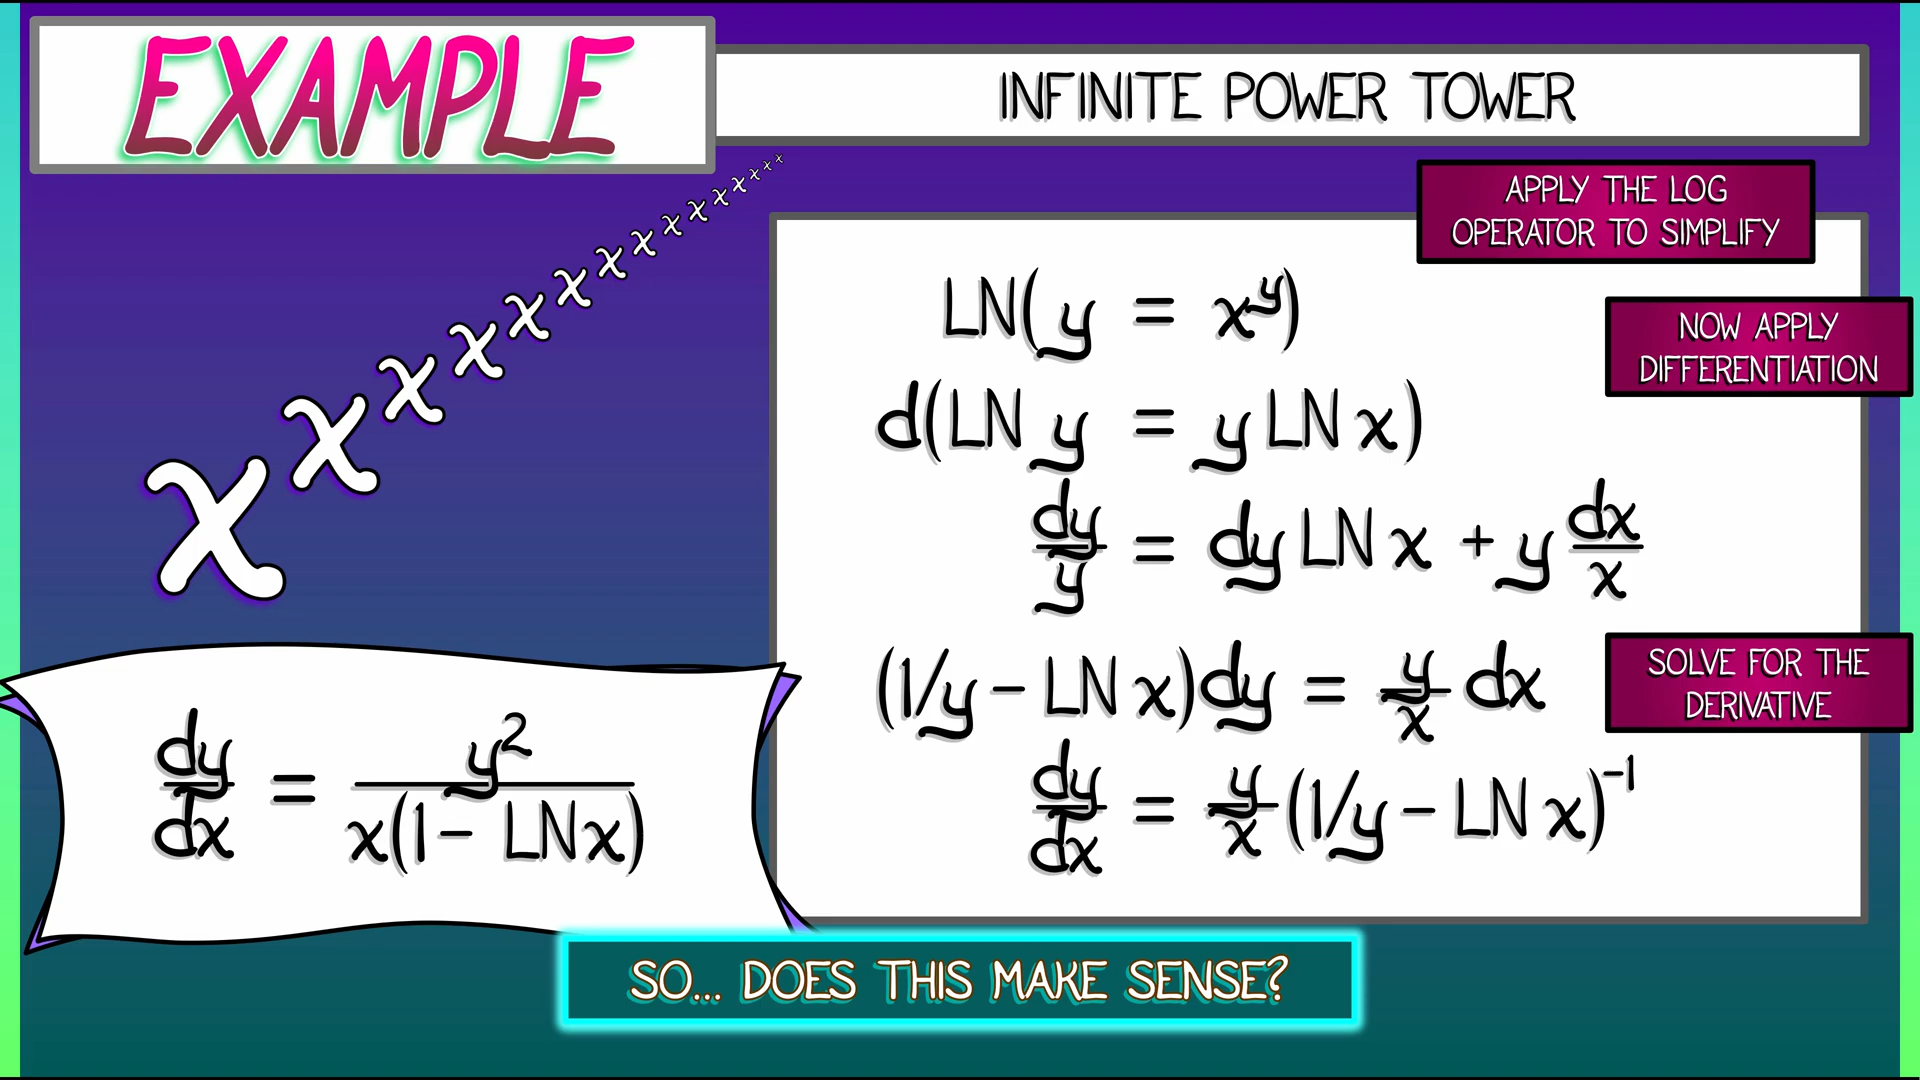 EXAMPLE
INFINITE POWER TOWER
x^x^x^x^x^x^x^x^x^x^x^x^x^x^x^x
APPLY THE LOG
OPERATOR TO SIMPLIFY
LN(y = x^y)
NOW APPLY
DIFFERENTIATION
d(LN y = y LN x)
dy/y = dy LN x + y dx/x
(1/y − LN x)dy = y/x dx
SOLVE FOR THE
DERIVATIVE
dy/dx = y/x (1/y − LN x)^−1
dy/dx = y^2/x(1 − LN x)
SO... DOES THIS MAKE SENSE?